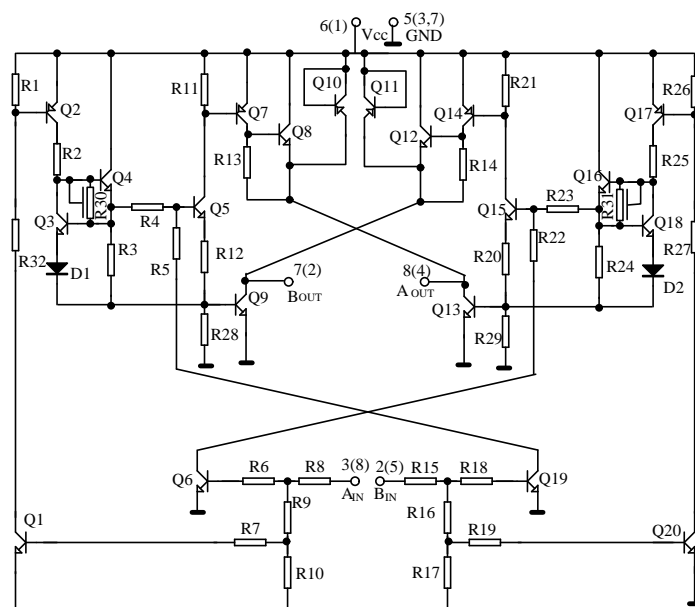 6(1)
5(3,7)
Vcc
GND
R1
Q2
R11
Q7
Q10
Q11
R21
R26
Q14
Q17
Q8
Q12
R2
R13
R14
R25
Q4
Q16
R30
R31
Q3
R4
Q5
Q15
R23
Q18
R32
D1
R3
R5
R12
R20
R22
R24
D2
R27
7(2)
BOUT
8(4)
A OUT
Q9
Q13
R28
R29
Q6
R6
R8
3(8)
AIN
2(5)
BIN
R15
R18
Q19
R9
R16
Q1
R7
R19
Q20
R10
R17